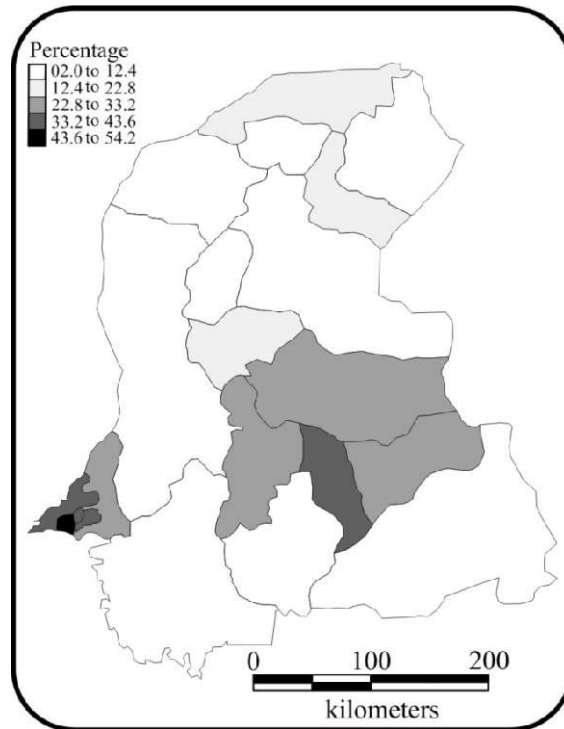 Percentage
02.0 to 12.4
12.4 to 22.8
22.8 to 33.2
33.2 to 43.6
43.6 to 54.2
0 100 200
kilometers